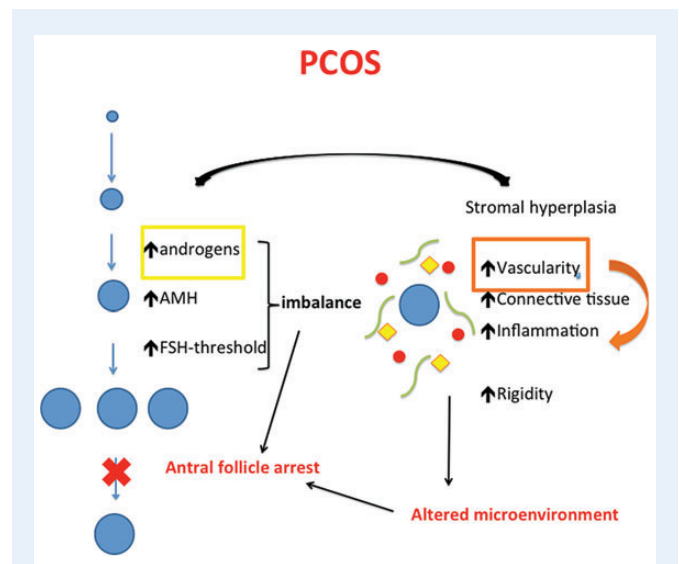 PCOS
Stromal hyperplasia
↑androgens
↑AMH
↑FSH-threshold
imbalance
↑Vascularity
↑Connective tissue
↑Inflammation
↑Rigidity
Antral follicle arrest
Altered microenvironment